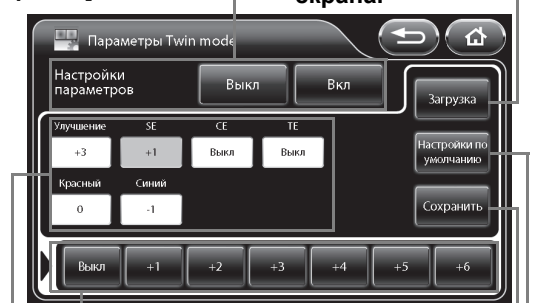 экрана.
Параметры Twin mode
Настройки
параметров
Выкл
Вкл
Загрузка
Улучшение
SE
CE
TE
+3
+1
Выкл
Выкл
Настройки по
умолчанию
Красный
Синий
0
-1
Сохранить
Выкл
+1
+2
+3
+4
+5
+6